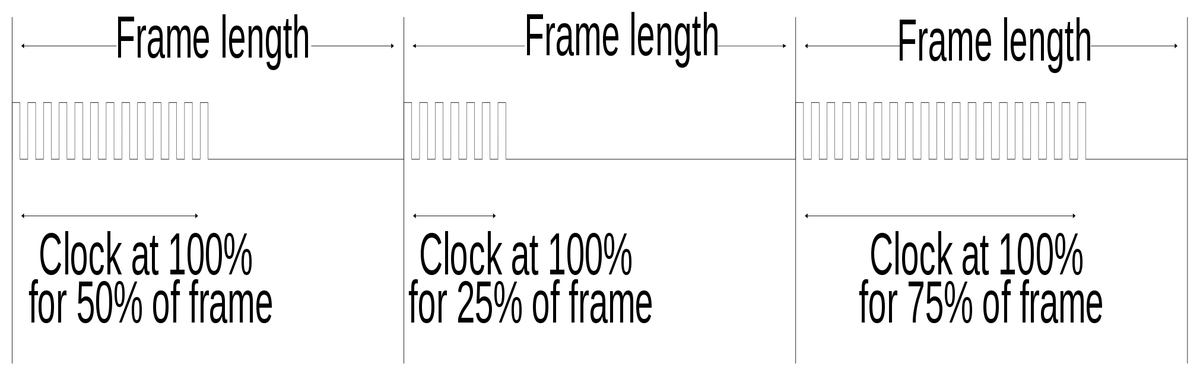 Frame length
Frame length
Frame length
Clock at 100%
for 50% of frame
Clock at 100%
for 25% of frame
Clock at 100%
for 75% of frame